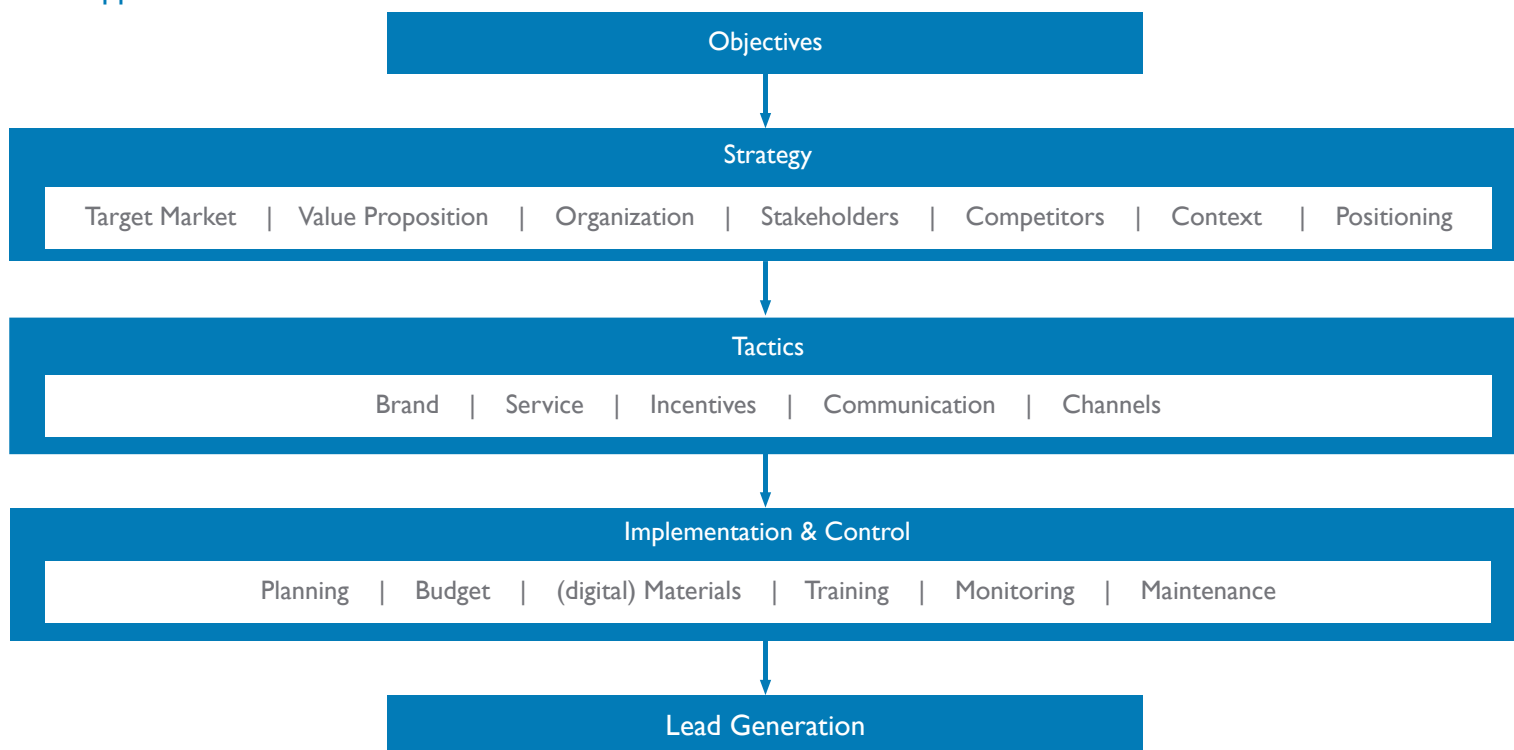 Objectives
Strategy
Target Market | Value Proposition | Organization | Stakeholders | Competitors | Context | Positioning
Tactics
Brand | Service | Incentives | Communication | Channels
Implementation & Control
Planning | Budget | (digital) Materials | Training | Monitoring | Maintenance
Lead Generation